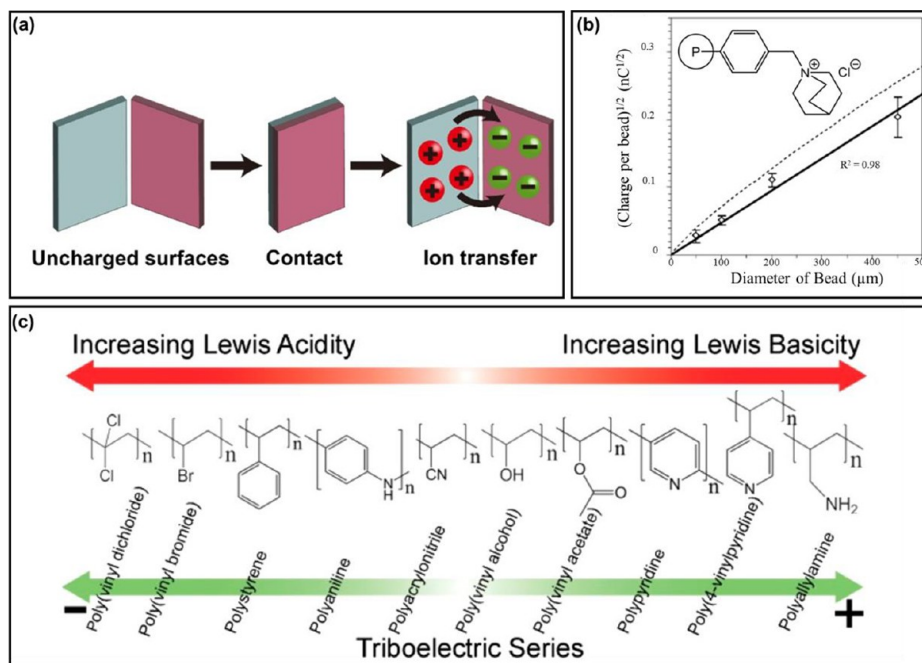 (a)
Uncharged surfaces
Contact
Ion transfer
(b)
(Charge per bead)1/2 (nC1/2)
0.3
0.2
0.1
0
P
N
⊕
Cl⊖
R2 = 0.98
0 100 200 300 400 500
Diameter of Bead (μm)
(c)
Increasing Lewis Acidity
Increasing Lewis Basicity
Cl
Cl
n
Br
n
n
N
H
n
CN
n
OH
n
O
O
n
N
n
N
n
NH2
n
Poly(vinyl dichloride)
Poly(vinyl bromide)
Polystyrene
Polyaniline
Polyacrylonitrile
Poly(vinyl alcohol)
Poly(vinyl acetate)
Polypyridine
Poly(4-vinylpyridine)
Polyallylamine
− +
Triboelectric Series